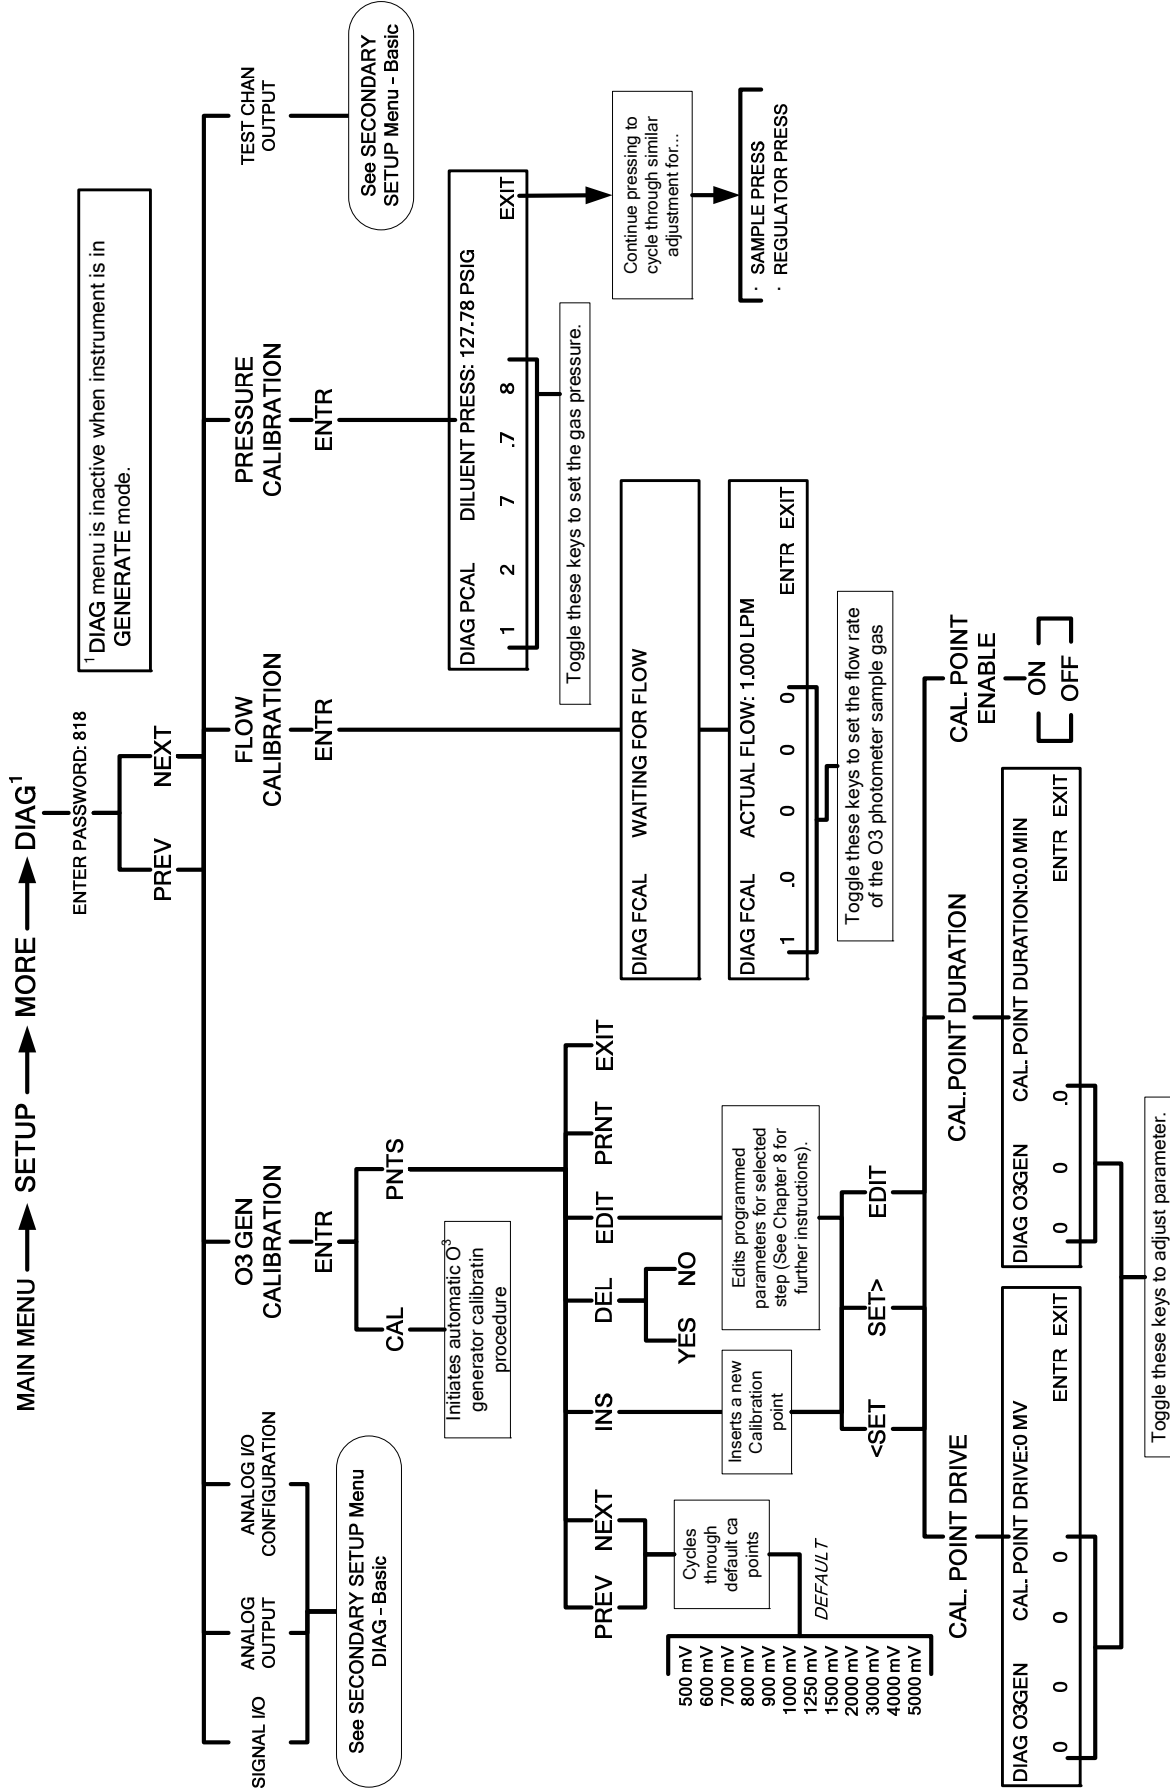 MAIN MENU SETUP MORE DIAG¹
ENTER PASSWORD: 818
¹ DIAG menu is inactive when instrument is in
GENERATE mode.
PREV NEXT
SIGNAL I/O
ANALOG
OUTPUT
ANALOG I/O
CONFIGURATION
O3 GEN
CALIBRATION
FLOW
CALIBRATION
PRESSURE
CALIBRATION
TEST CHAN
OUTPUT
See SECONDARY SETUP Menu
DIAG - Basic
ENTR
ENTR
ENTR
See SECONDARY
SETUP Menu - Basic
CAL PNTS
Initiates automatic O³
generator calibratin
procedure
DIAG PCAL DILUENT PRESS: 127.78 PSIG
1 2 7 .7 8 EXIT
Toggle these keys to set the gas pressure.
Continue pressing to
cycle through similar
adjustment for...
· SAMPLE PRESS
· REGULATOR PRESS
PREV NEXT INS DEL EDIT PRNT EXIT
YES NO
Cycles
through
default ca
points
Inserts a new
Calibration
point
Edits programmed
parameters for selected
step (See Chapter 8 for
further instructions).
DIAG FCAL WAITING FOR FLOW
DIAG FCAL ACTUAL FLOW: 1.000 LPM
1 .0 0 0 0 ENTR EXIT
Toggle these keys to set the flow rate
of the O3 photometer sample gas
500 mV
600 mV
700 mV
800 mV
900 mV
1000 mV
1250 mV
1500 mV
2000 mV
3000 mV
4000 mV
5000 mV
DEFAULT
<SET SET> EDIT
CAL. POINT DRIVE
CAL.POINT DURATION
CAL. POINT
ENABLE
ON
OFF
DIAG O3GEN CAL. POINT DRIVE:0 MV
0 0 0 0 ENTR EXIT
DIAG O3GEN CAL. POINT DURATION:0.0 MIN
0 0 .0 ENTR EXIT
Toggle these keys to adjust parameter.